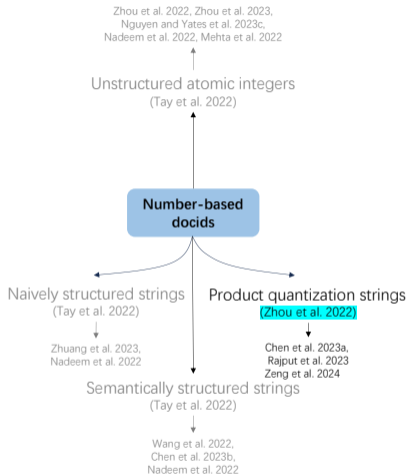 Zhou et al. 2022, Zhou et al. 2023,
Nguyen and Yates et al. 2023c,
Nadeem et al. 2022, Mehta et al. 2022
Unstructured atomic integers
(Tay et al. 2022)
Number-based
docids
Naively structured strings
(Tay et al. 2022)
Zhuang et al. 2023,
Nadeem et al. 2022
Product quantization strings
(Zhou et al. 2022)
Chen et al. 2023a,
Rajput et al. 2023
Zeng et al. 2024
Semantically structured strings
(Tay et al. 2022)
Wang et al. 2022,
Chen et al. 2023b,
Nadeem et al. 2022